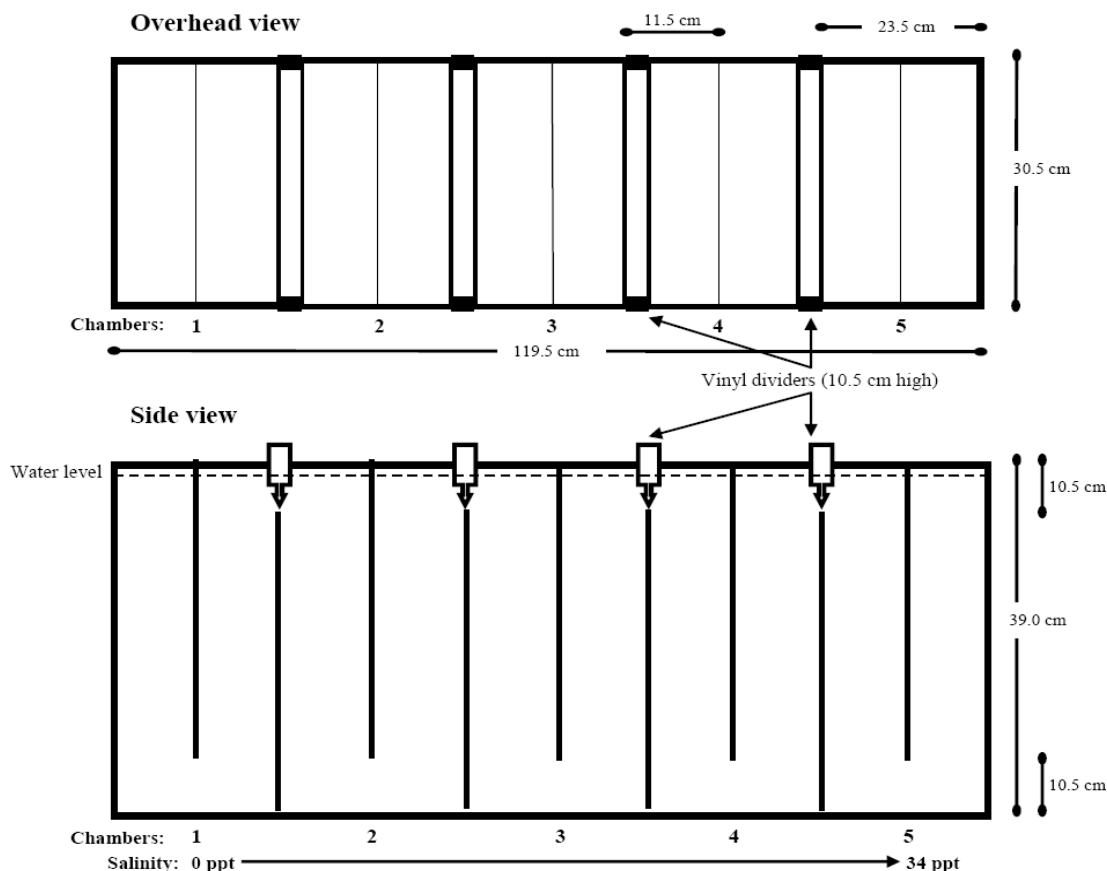 Overhead view
11.5 cm
23.5 cm
30.5 cm
Chambers: 1 2 3 4 5
119.5 cm
Vinyl dividers (10.5 cm high)
Side view
Water level
10.5 cm
39.0 cm
10.5 cm
Chambers: 1 2 3 4 5
Salinity: 0 ppt 34 ppt